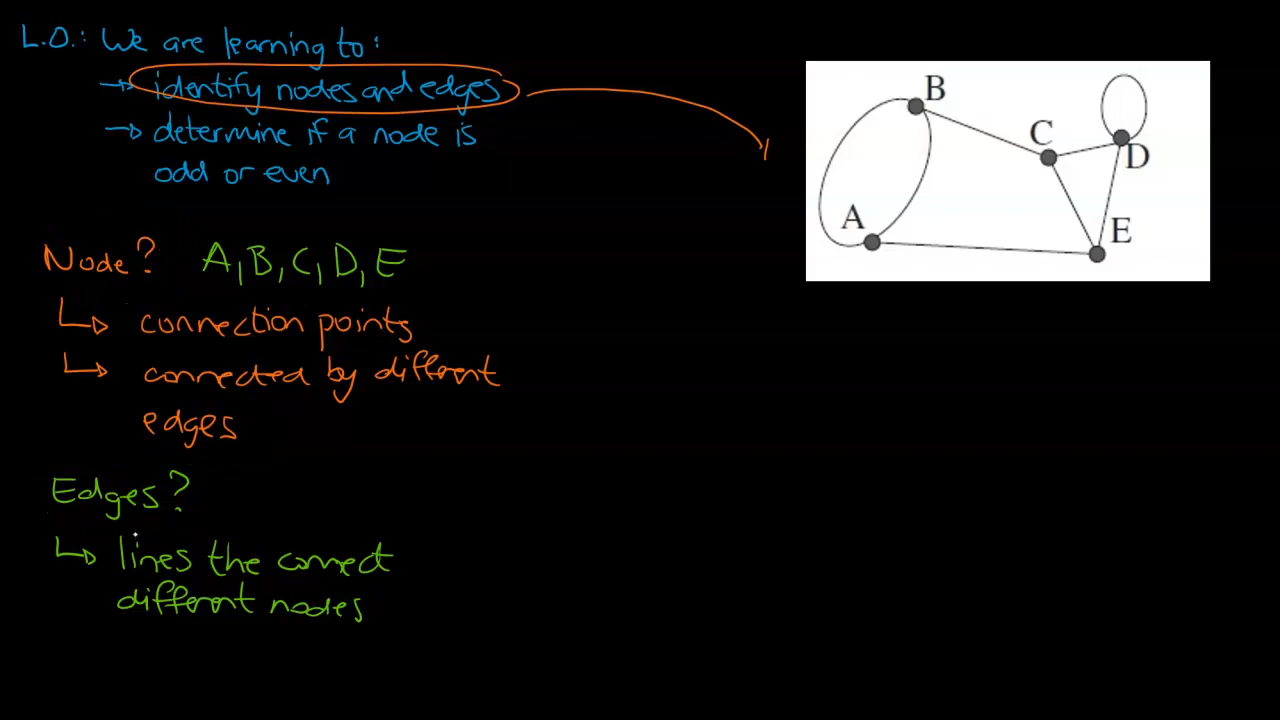 L.O.: We are learning to:
→ identify nodes and edges
→ determine if a node is
odd or even
Node? A, B, C, D, E
↳ connection points
↳ connected by different
edges
Edges?
↳ lines the connect
different nodes
B
C
D
A
E